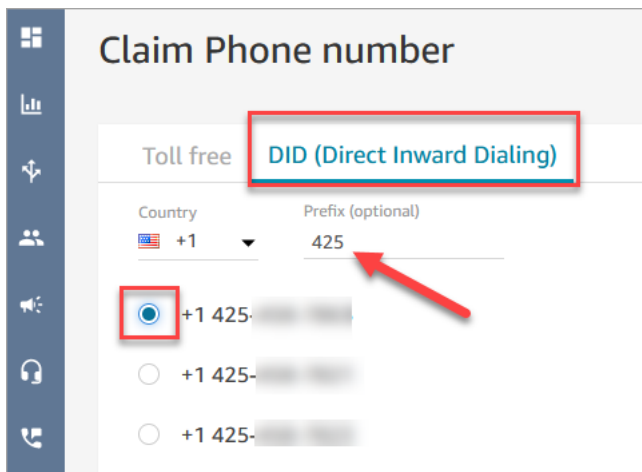 Claim Phone number
Toll free DID (Direct Inward Dialing)
Country Prefix (optional)
+1 425
+1 425-
+1 425-
+1 425-